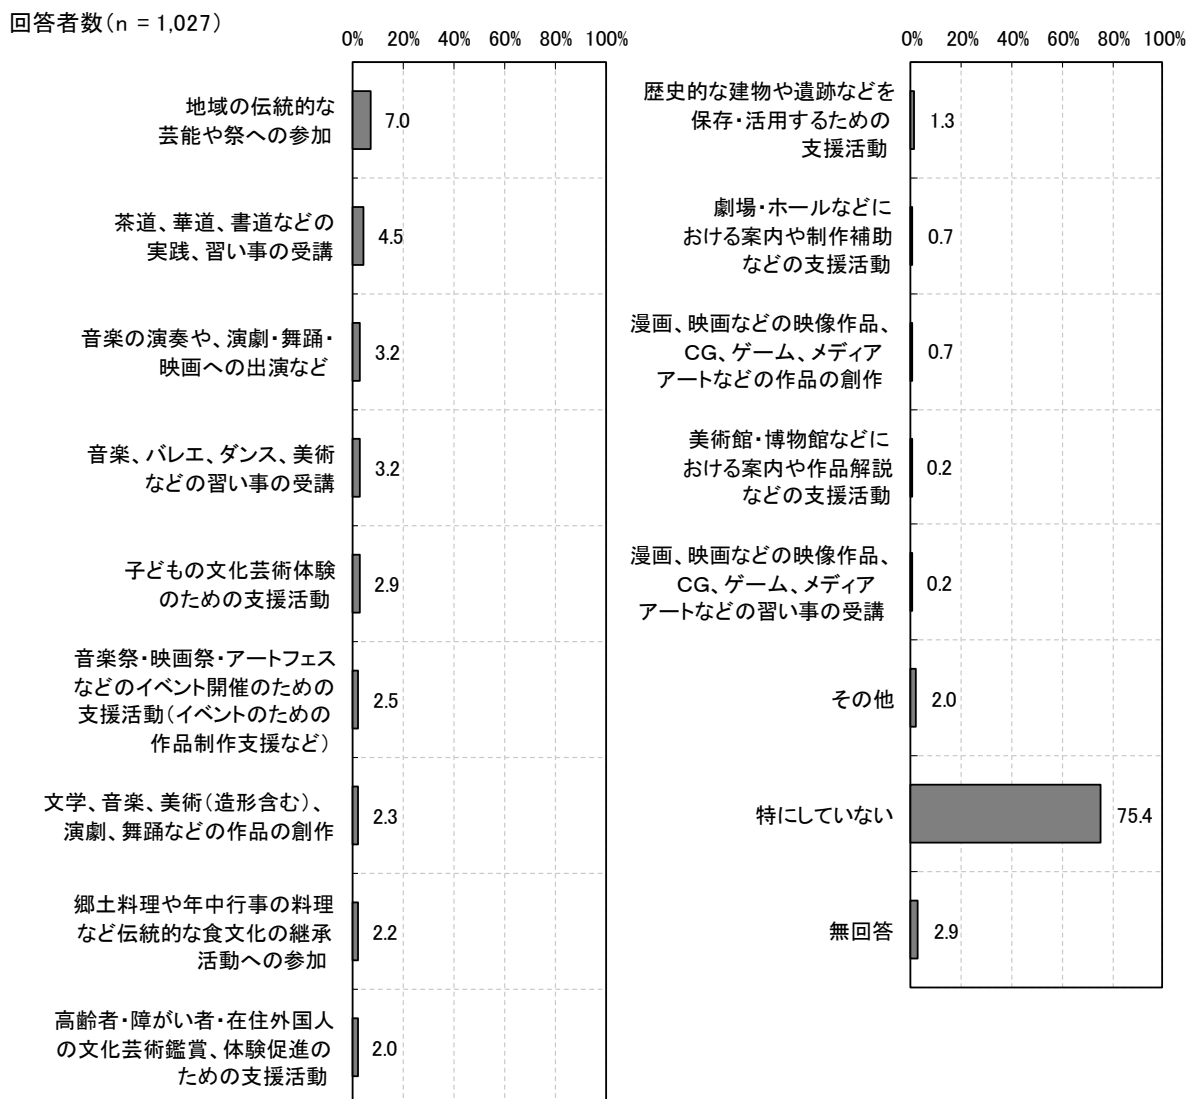 回答者数(n = 1,027)
0% 20% 40% 60% 80% 100%
地域の伝統的な
芸能や祭への参加
7.0
茶道、華道、書道などの
実践、習い事の受講
4.5
音楽の演奏や、演劇・舞踊・
映画への出演など
3.2
音楽、バレエ、ダンス、美術
などの習い事の受講
3.2
子どもの文化芸術体験
のための支援活動
2.9
音楽祭・映画祭・アートフェス
などのイベント開催のための
支援活動(イベントのための
作品制作支援など)
2.5
文学、音楽、美術(造形含む)、
演劇、舞踊などの作品の創作
2.3
郷土料理や年中行事の料理
など伝統的な食文化の継承
活動への参加
2.2
高齢者・障がい者・在住外国人
の文化芸術鑑賞、体験促進の
ための支援活動
2.0
0% 20% 40% 60% 80% 100%
歴史的な建物や遺跡などを
保存・活用するための
支援活動
1.3
劇場・ホールなどに
おける案内や制作補助
などの支援活動
0.7
漫画、映画などの映像作品、
CG、ゲーム、メディア
アートなどの作品の創作
0.7
美術館・博物館などに
おける案内や作品解説
などの支援活動
0.2
漫画、映画などの映像作品、
CG、ゲーム、メディア
アートなどの習い事の受講
0.2
その他
2.0
特にしていない
75.4
無回答
2.9